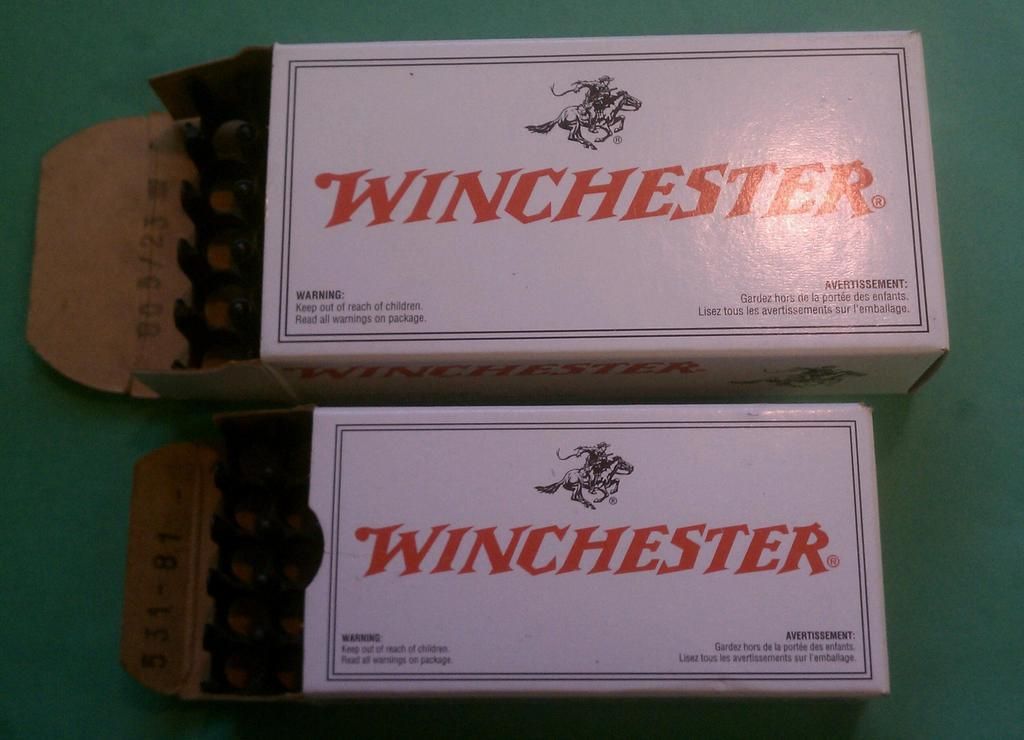 WINCHESTER®
WARNING:
Keep out of reach of children.
Read all warnings on package.
AVERTISSEMENT:
Gardez hors de la portée des enfants.
Lisez tous les avertissements sur l'emballage.
WINCHESTER
WINCHESTER®
WARNING:
Keep out of reach of children.
Read all warnings on package.
AVERTISSEMENT:
Gardez hors de la portée des enfants.
Lisez tous les avertissements sur l'emballage.
531-81